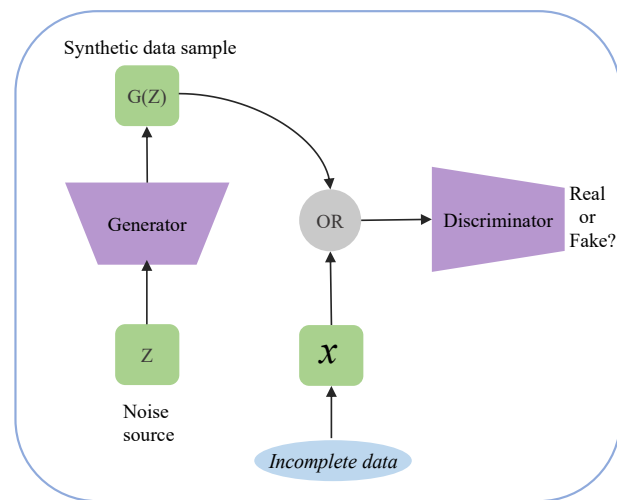 Synthetic data sample
G(Z)
Generator
Z
Noise
source
OR
x
Incomplete data
Discriminator
Real
or
Fake?